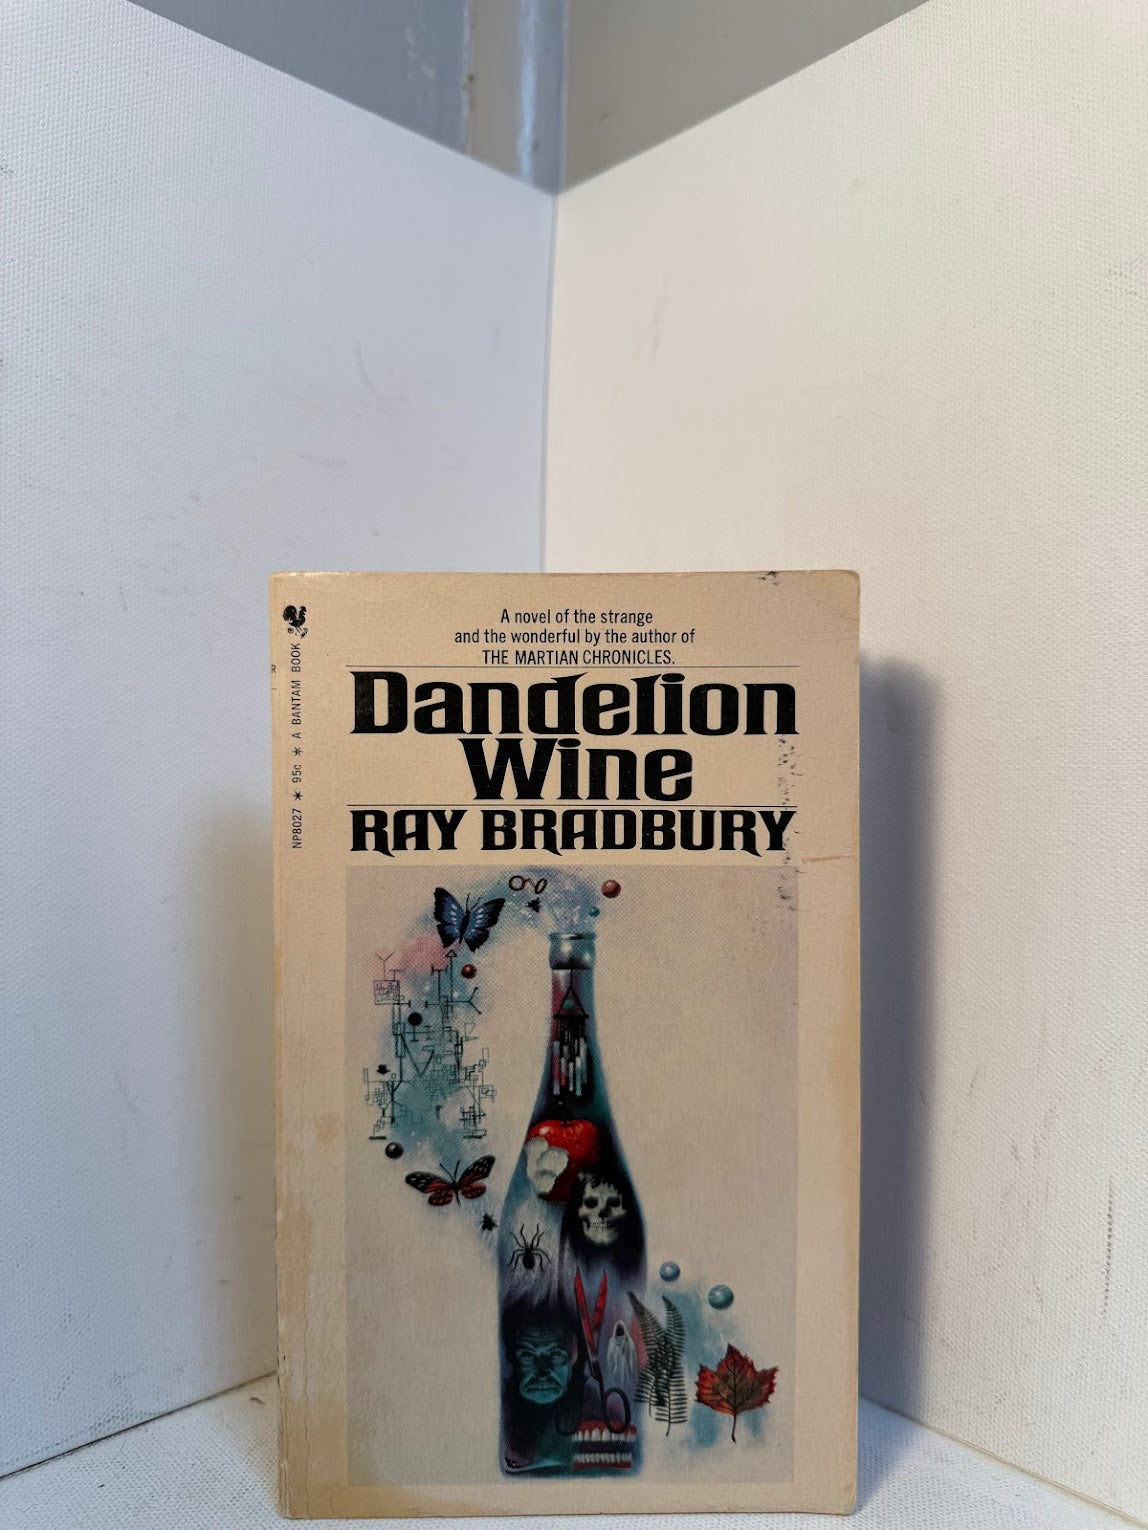 A novel of the strange
and the wonderful by the author of
THE MARTIAN CHRONICLES.
Dandelion
Wine
RAY BRADBURY
NP8027 * 95c * A BANTAM BOOK
R